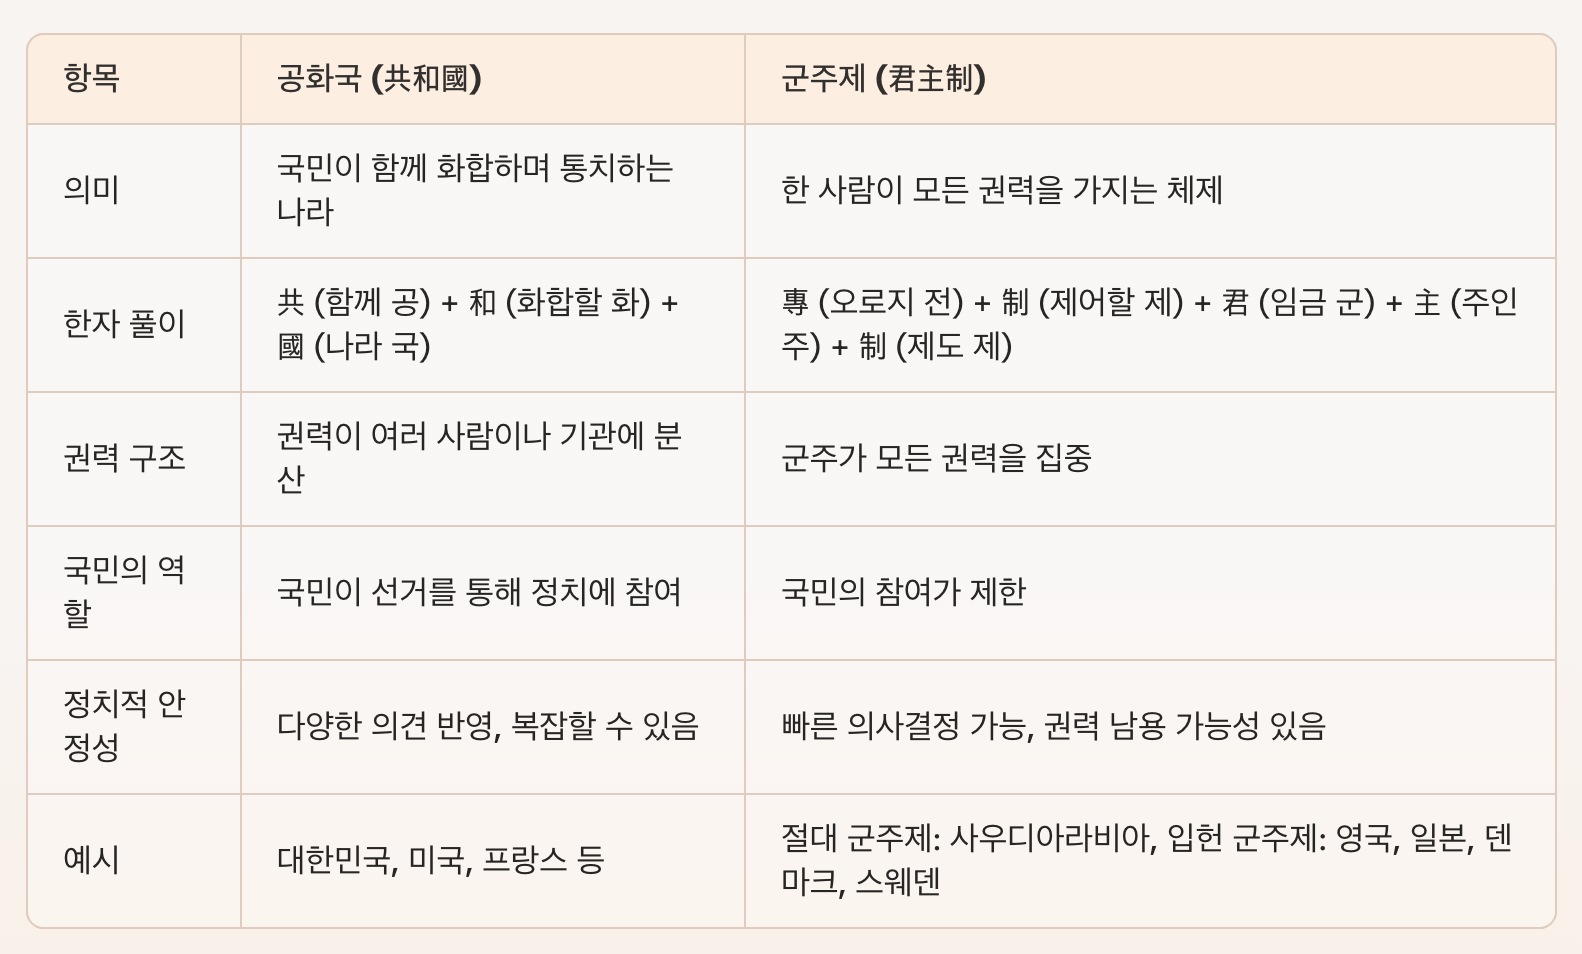 항목
공화국 (共和國)
군주제 (君主制)
의미
국민이 함께 화합하며 통치하는
나라
한 사람이 모든 권력을 가지는 체제
한자 풀이
共 (함께 공) + 和 (화합할 화) +
國 (나라 국)
專 (오로지 전) + 制 (제어할 제) + 君 (임금 군) + 主 (주인
주) + 制 (제도 제)
권력 구조
권력이 여러 사람이나 기관에 분
산
군주가 모든 권력을 집중
국민의 역
할
국민이 선거를 통해 정치에 참여
국민의 참여가 제한
정치적 안
정성
다양한 의견 반영, 복잡할 수 있음
빠른 의사결정 가능, 권력 남용 가능성 있음
예시
대한민국, 미국, 프랑스 등
절대 군주제: 사우디아라비아, 입헌 군주제: 영국, 일본, 덴
마크, 스웨덴